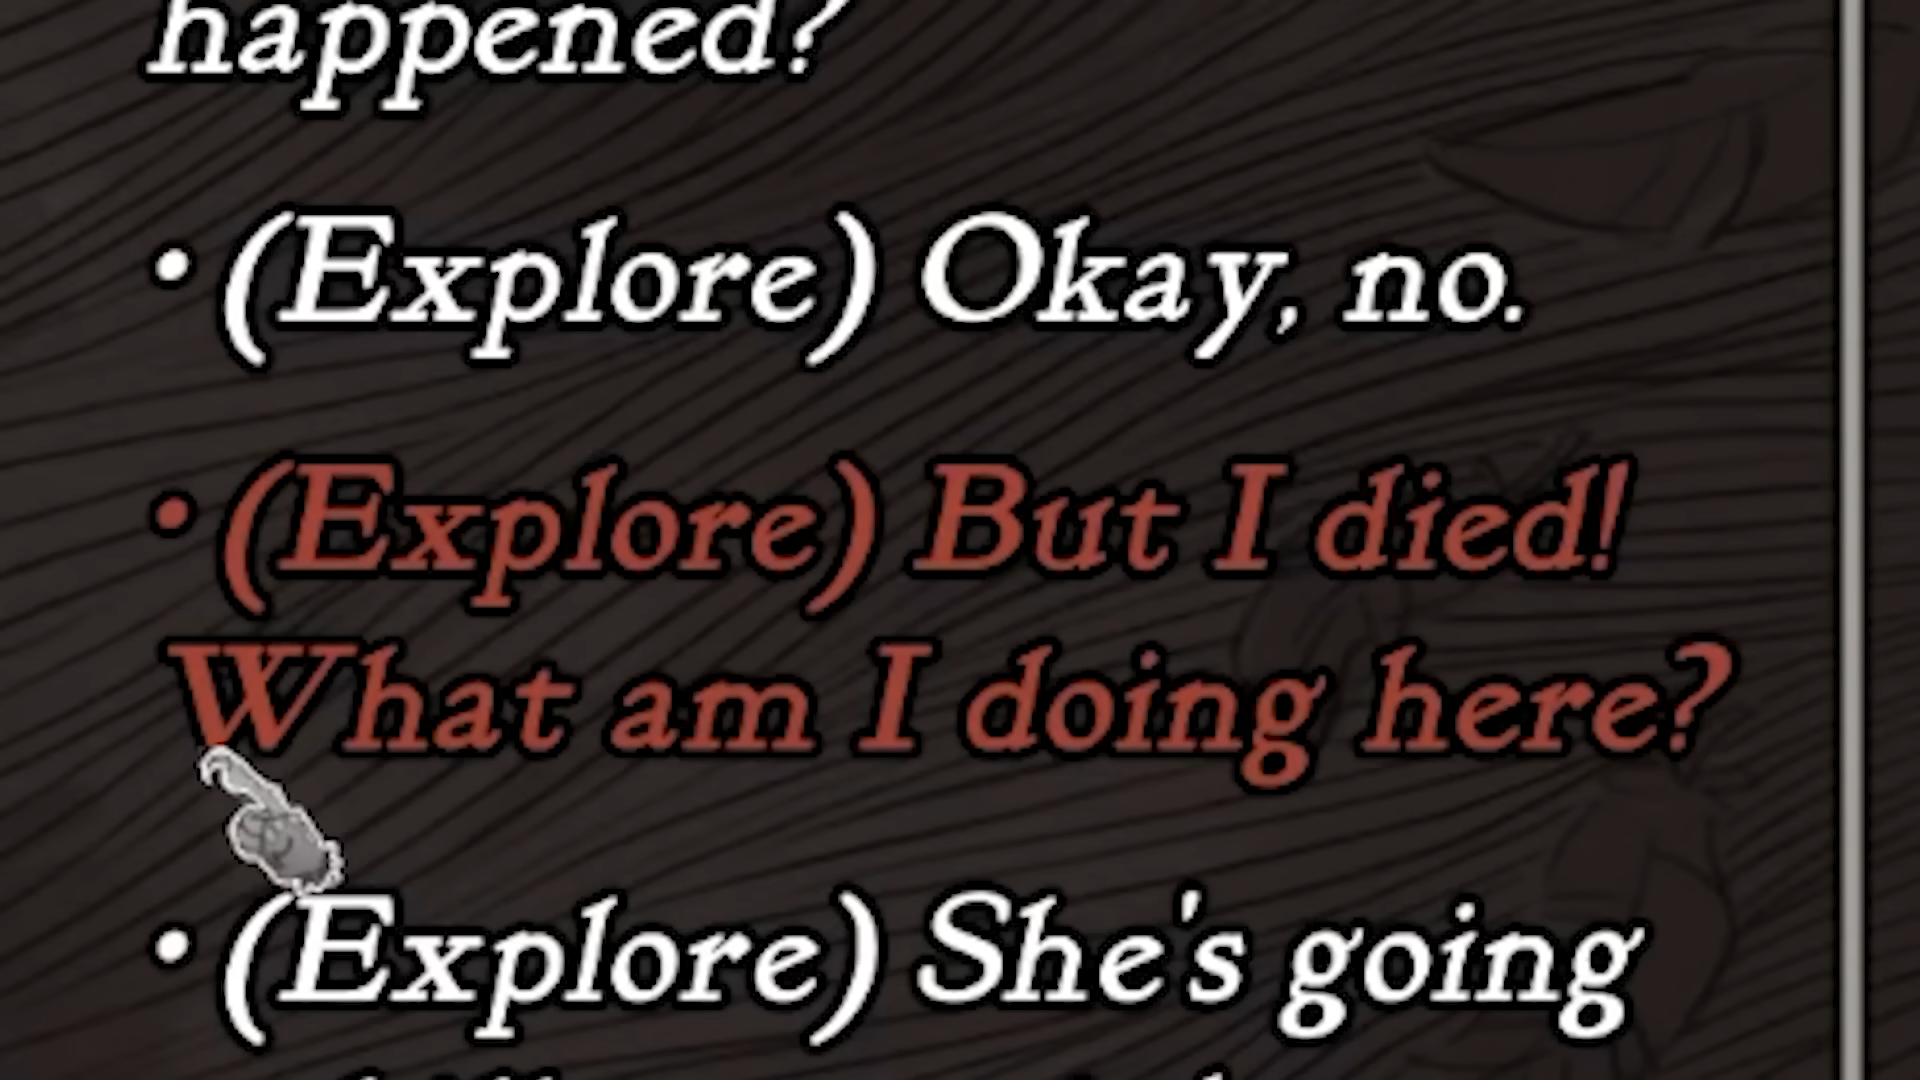 happened?
• (Explore) Okay, no.
• (Explore) But I died!
What am I doing here?
• (Explore) She's going